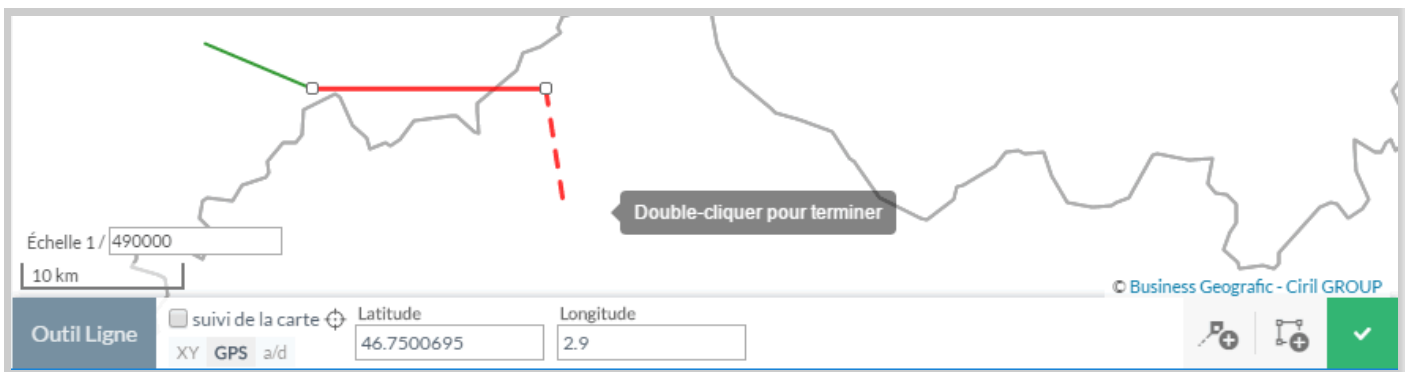 Double-cliquer pour terminer
Échelle 1 / 490000
10 km
© Business Geografic - Ciril GROUP
Outil Ligne
suivi de la carte
XY GPS a/d
Latitude
46.7500695
Longitude
2.9